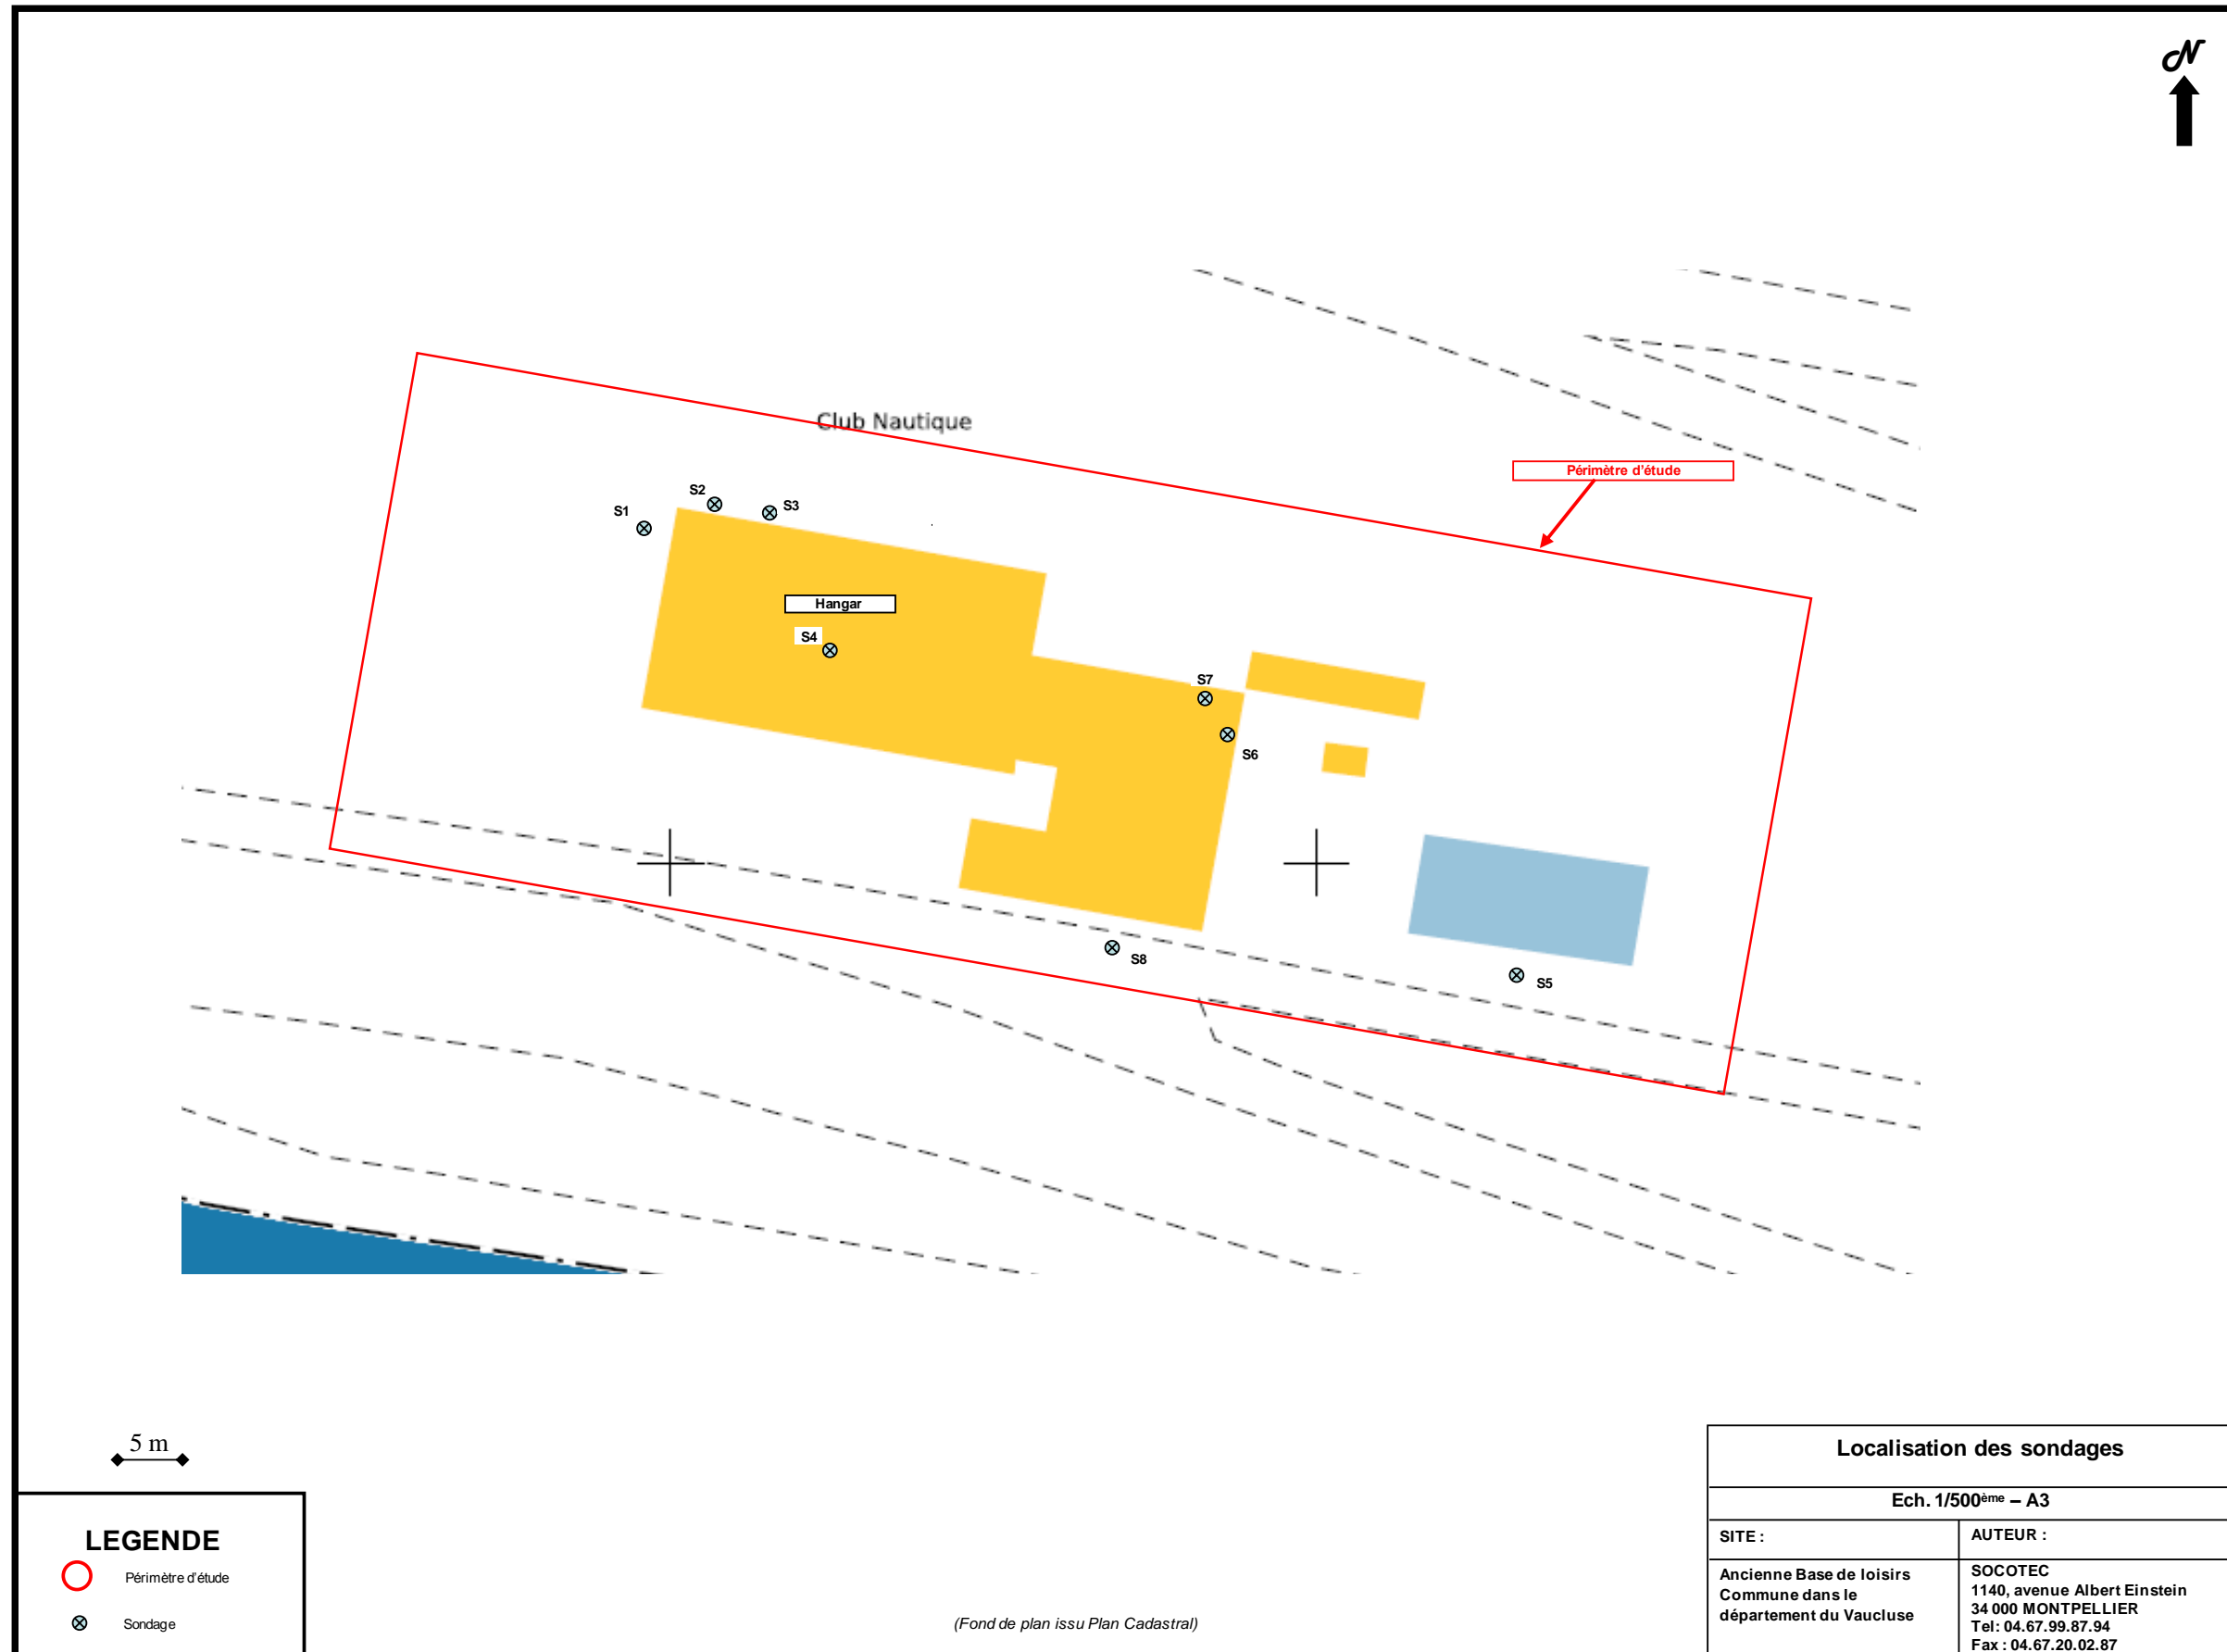 N
Club Nautique
Périmètre d'étude
S2
S3
S1
Hangar
S4
S7
S6
S8
S5
5 m
LEGENDE
Périmètre d'étude
Sondage
(Fond de plan issu Plan Cadastral)
Localisation des sondages
Ech. 1/500ème – A3
SITE :
AUTEUR :
Ancienne Base de loisirs
Commune dans le
département du Vaucluse
SOCOTEC
1140, avenue Albert Einstein
34 000 MONTPELLIER
Tel: 04.67.99.87.94
Fax : 04.67.20.02.87